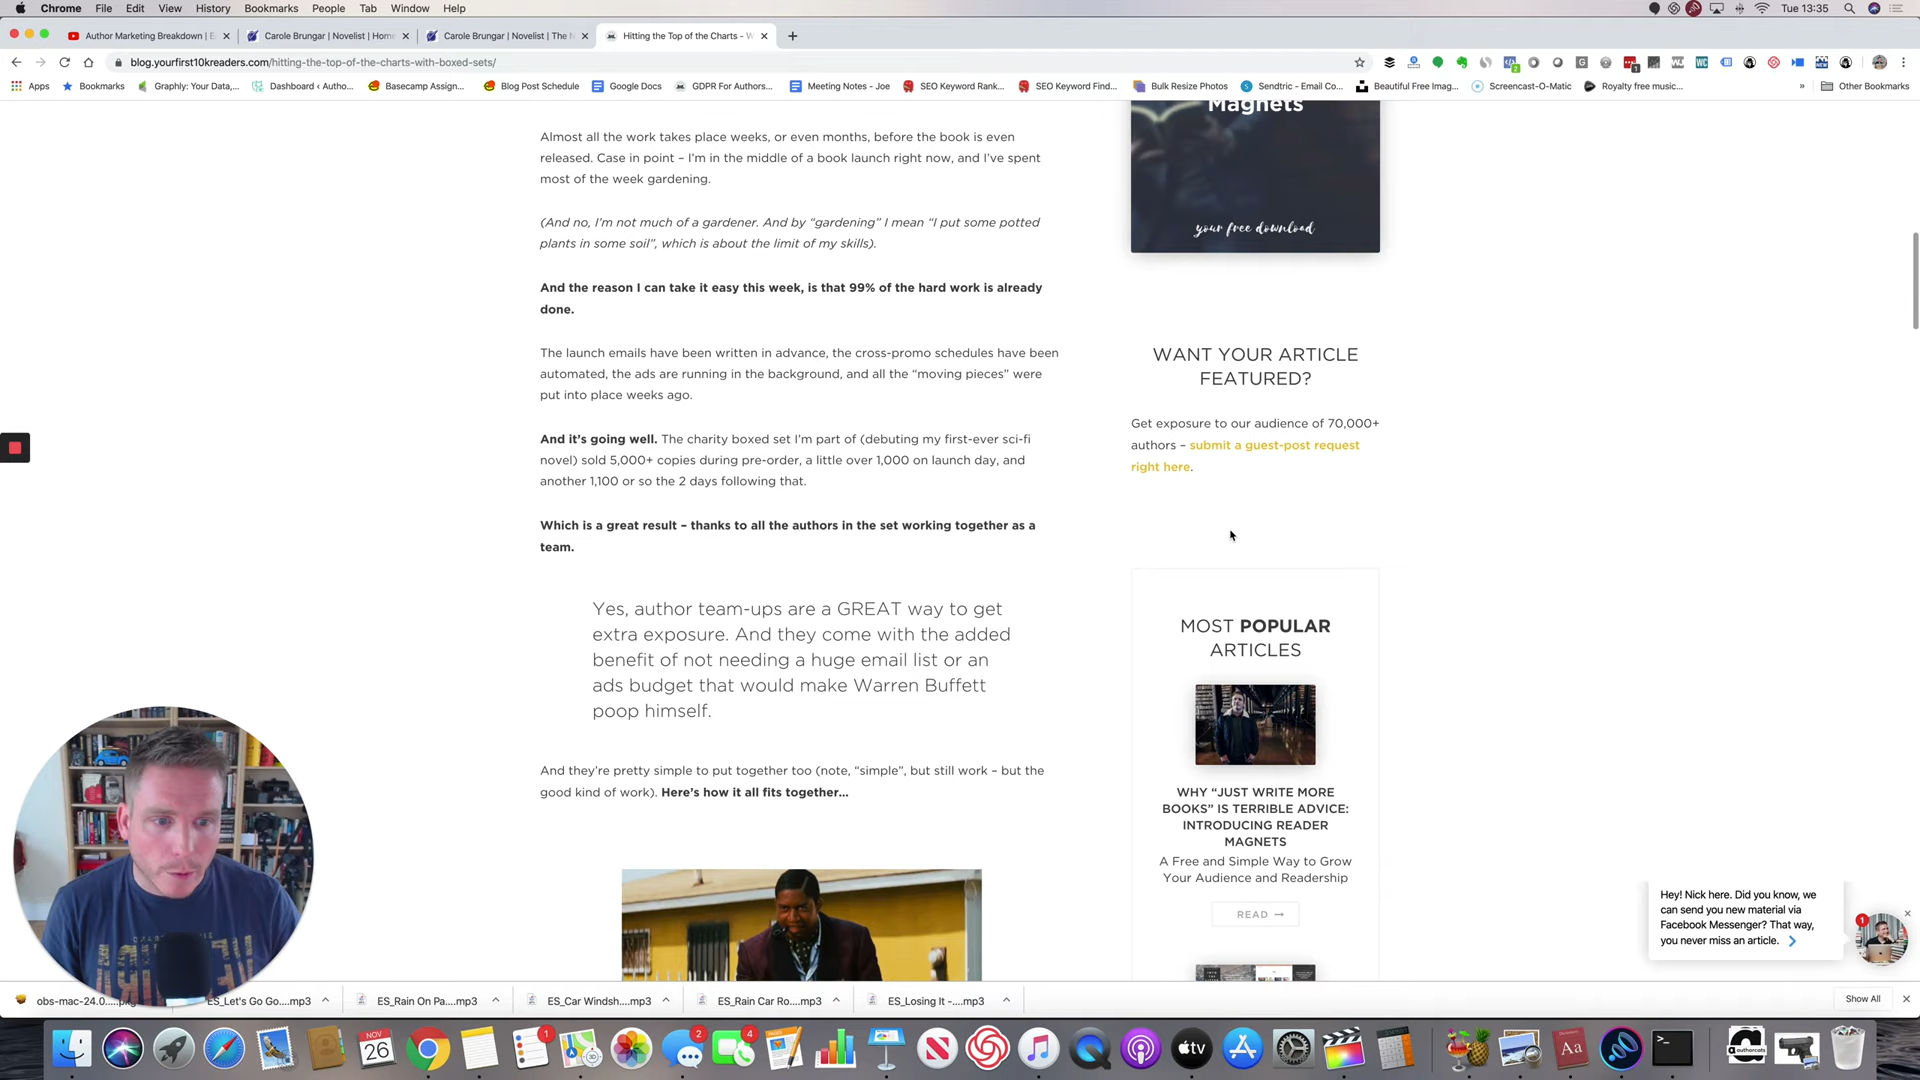 Chrome File Edit View History Bookmarks People Tab Window Help
Tue 13:35
Author Marketing Breakdown | E
Carole Brungar | Novelist | Home
Carole Brungar | Novelist | The N
Hitting the Top of the Charts - W
blog.yourfirst10kreaders.com/hitting-the-top-of-the-charts-with-boxed-sets/
Apps Bookmarks Graphly: Your Data,... Dashboard ‹ Autho... Basecamp Assign... Blog Post Schedule Google Docs GDPR For Authors... Meeting Notes - Joe SEO Keyword Rank... SEO Keyword Find... Bulk Resize Photos Sendtric - Email Co... Beautiful Free Imag... Screencast-O-Matic Royalty free music... » Other Bookmarks
Almost all the work takes place weeks, or even months, before the book is even
released. Case in point – I'm in the middle of a book launch right now, and I've spent
most of the week gardening.
(And no, I'm not much of a gardener. And by “gardening” I mean “I put some potted
plants in some soil”, which is about the limit of my skills).
And the reason I can take it easy this week, is that 99% of the hard work is already
done.
The launch emails have been written in advance, the cross-promo schedules have been
automated, the ads are running in the background, and all the “moving pieces” were
put into place weeks ago.
And it's going well. The charity boxed set I'm part of (debuting my first-ever sci-fi
novel) sold 5,000+ copies during pre-order, a little over 1,000 on launch day, and
another 1,100 or so the 2 days following that.
Which is a great result – thanks to all the authors in the set working together as a
team.
Yes, author team-ups are a GREAT way to get
extra exposure. And they come with the added
benefit of not needing a huge email list or an
ads budget that would make Warren Buffett
poop himself.
And they're pretty simple to put together too (note, “simple”, but still work – but the
good kind of work). Here's how it all fits together…
Magnets
your free download
WANT YOUR ARTICLE
FEATURED?
Get exposure to our audience of 70,000+
authors – submit a guest-post request
right here.
MOST POPULAR
ARTICLES
WHY “JUST WRITE MORE
BOOKS” IS TERRIBLE ADVICE:
INTRODUCING READER
MAGNETS
A Free and Simple Way to Grow
Your Audience and Readership
READ →
Hey! Nick here. Did you know, we
can send you new material via
Facebook Messenger? That way,
you never miss an article.
1
obs-mac-24.0....pkg
ES_Let's Go Go....mp3
ES_Rain On Pa....mp3
ES_Car Windsh....mp3
ES_Rain Car Ro....mp3
ES_Losing It -....mp3
Show All
NOV
26
1
2
4
tv
Aa
authorcats